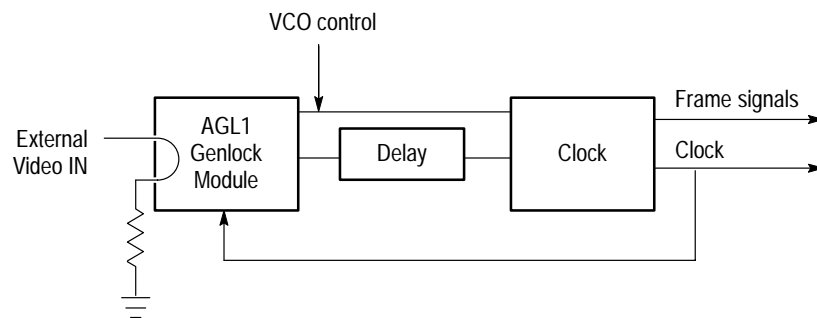 VCO control
External
Video IN
AGL1
Genlock
Module
Delay
Clock
Frame signals
Clock